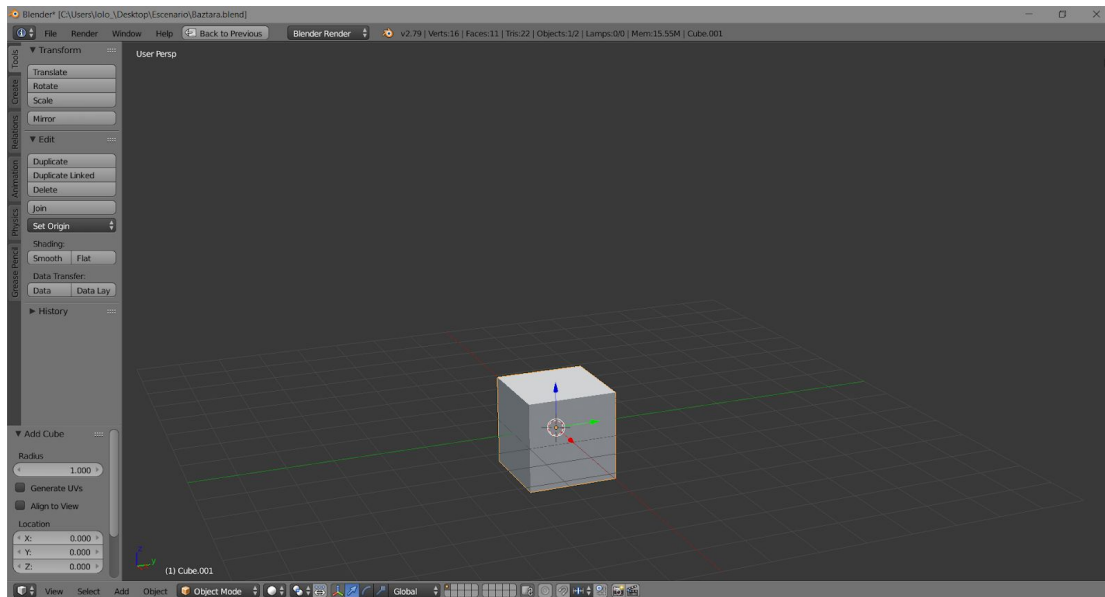 Blender* [C:\Users\lolo_\Desktop\Escenario\Baztara.blend]
File Render Window Help Back to Previous Blender Render v2.79 | Verts:16 | Faces:11 | Tris:22 | Objects:1/2 | Lamps:0/0 | Mem:15.55M | Cube.001
Tools
Create
Relations
Animation
Physics
Grease Pencil
Transform
Translate
Rotate
Scale
Mirror
Edit
Duplicate
Duplicate Linked
Delete
Join
Set Origin
Shading:
Smooth Flat
Data Transfer:
Data Data Lay
History
Add Cube
Radius
1.000
Generate UVs
Align to View
Location
X: 0.000
Y: 0.000
Z: 0.000
User Persp
z
y
(1) Cube.001
View Select Add Object Object Mode Global